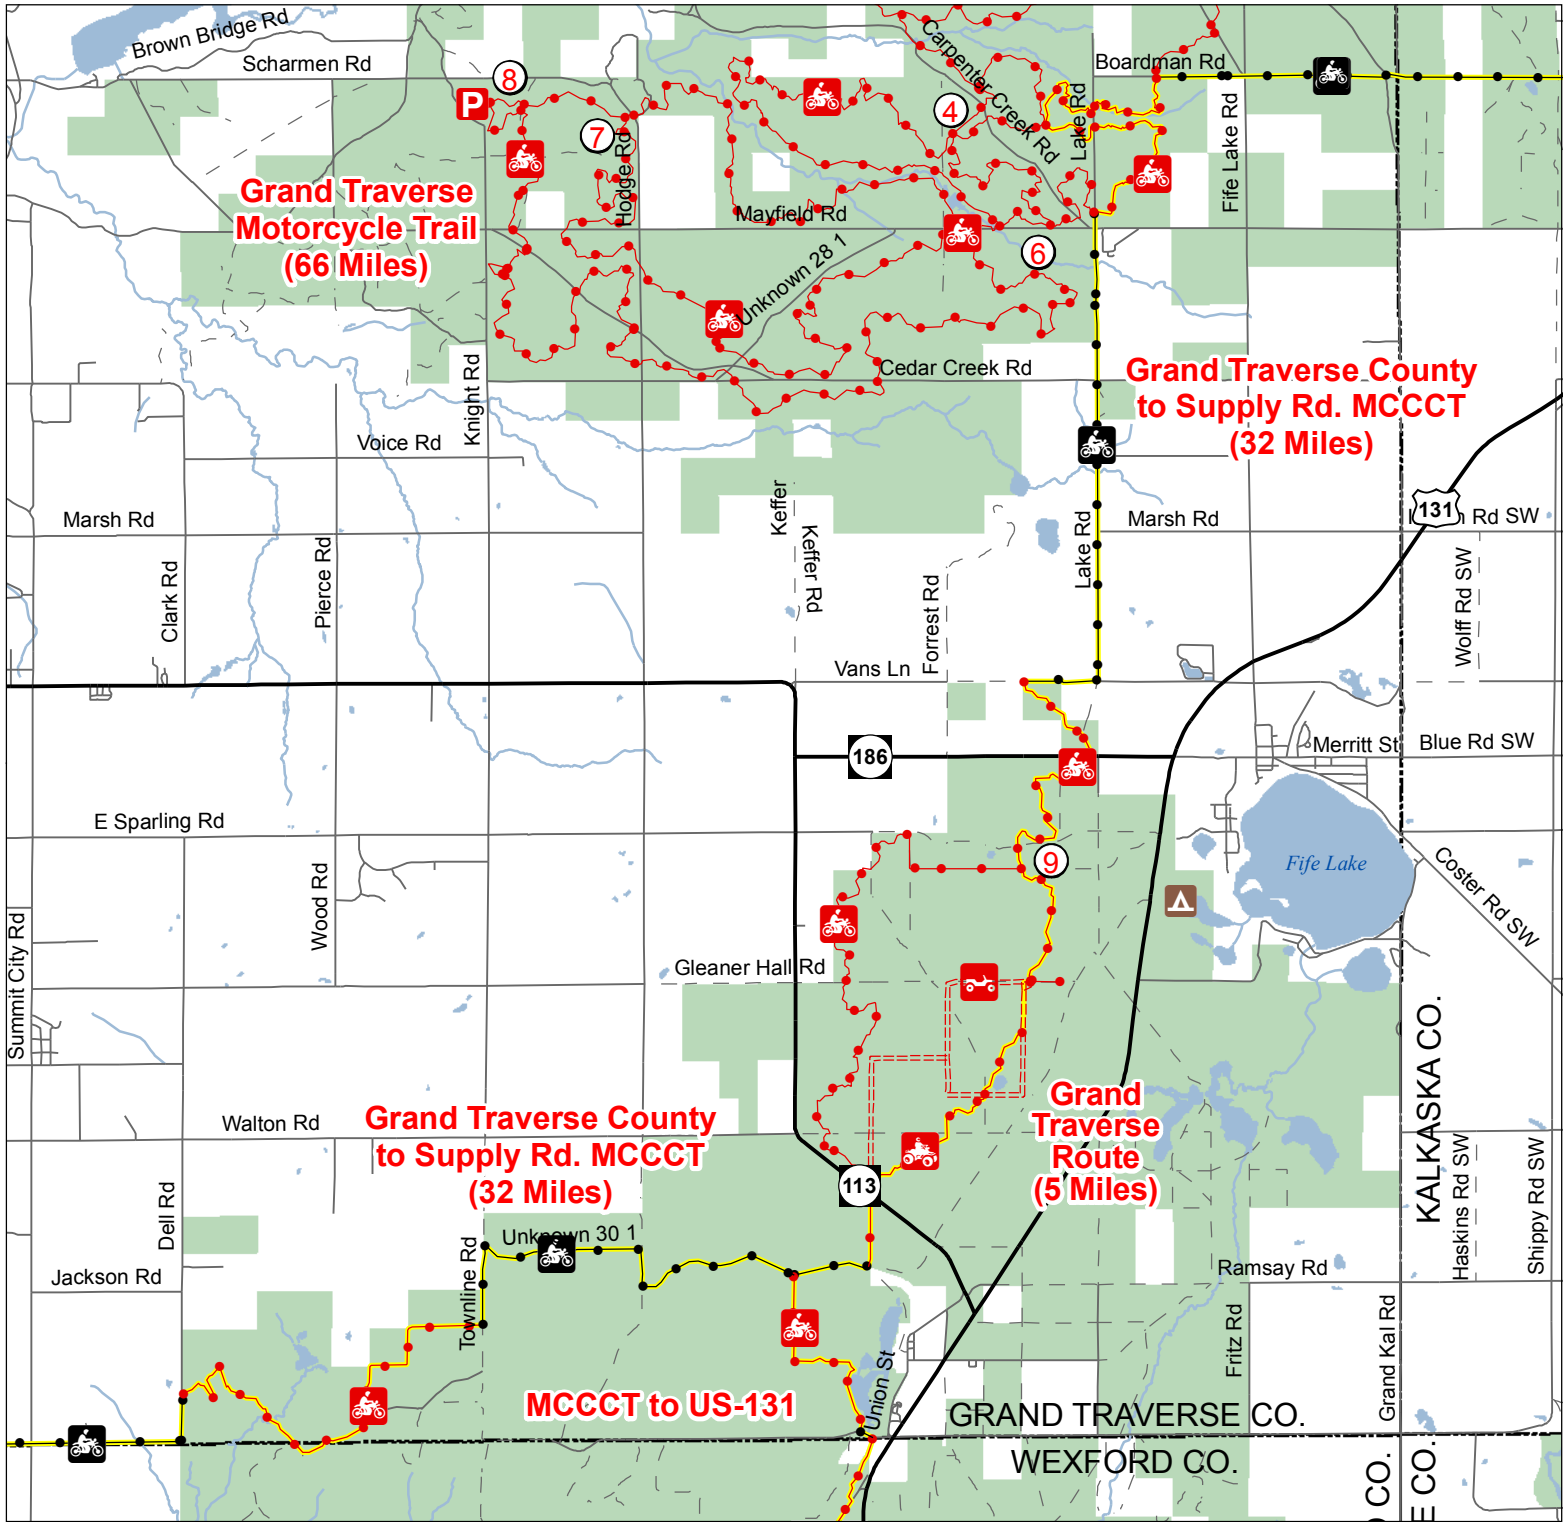 Brown Bridge Rd
Scharmen Rd
8
P
7
Hodge Rd
Carpenter Creek Rd
4
Lake Rd
Boardman Rd
Fife Lake Rd
Grand Traverse
Motorcycle Trail
(66 Miles)
Mayfield Rd
6
Unknown 28 1
Knight Rd
Cedar Creek Rd
Grand Traverse County
to Supply Rd. MCCCT
(32 Miles)
Voice Rd
Marsh Rd
Keffer
Keffer Rd
Marsh Rd
131
Rd SW
Clark Rd
Pierce Rd
Forrest Rd
Lake Rd
Wolff Rd SW
Vans Ln
186
Merritt St
Blue Rd SW
E Sparling Rd
Wood Rd
9
Fife Lake
Coster Rd SW
Summit City Rd
Gleaner Hall Rd
KALKASKA CO.
Walton Rd
Grand Traverse County
to Supply Rd. MCCCT
(32 Miles)
Grand
Traverse
Route
(5 Miles)
113
Dell Rd
Haskins Rd SW
Shippy Rd SW
Unknown 30 1
Townline Rd
Jackson Rd
Ramsay Rd
Fritz Rd
Grand Kal Rd
Union St
MCCCT to US-131
GRAND TRAVERSE CO.
WEXFORD CO.
CO.
E CO.